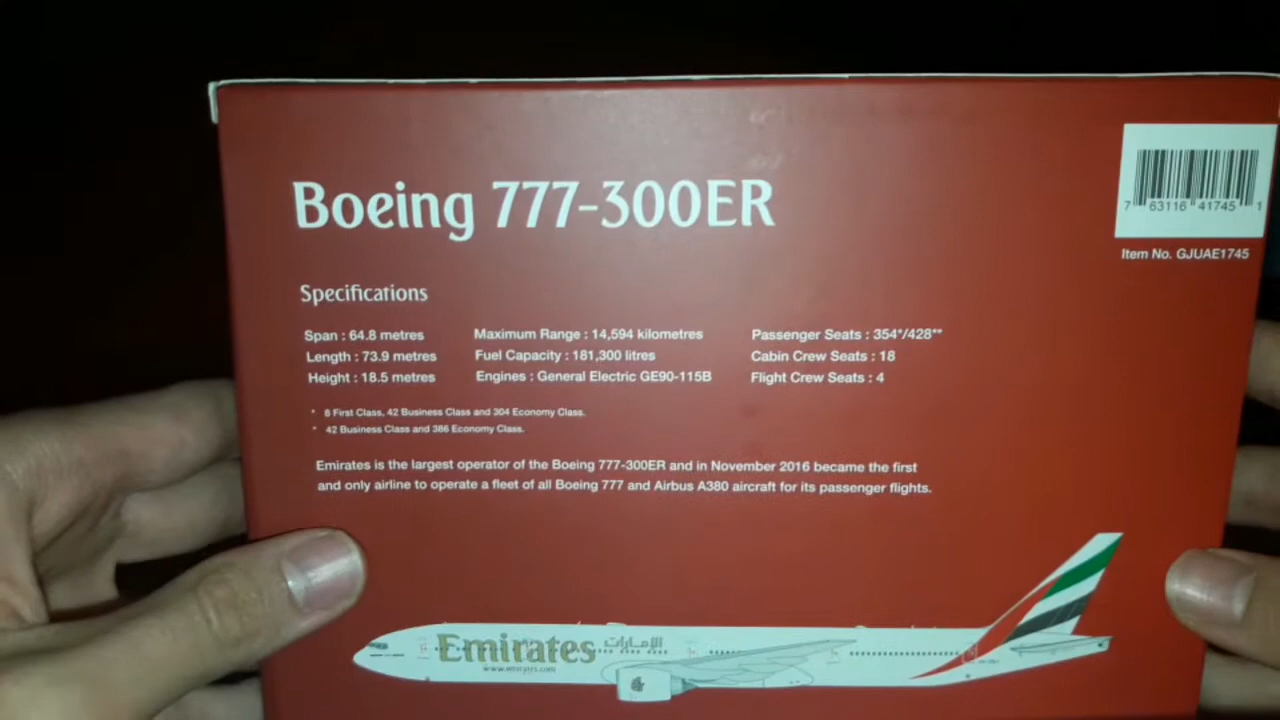 Boeing 777-300ER
7 63116 41745 1
Item No. GJUAE1745
Specifications
Span : 64.8 metres
Length : 73.9 metres
Height : 18.5 metres
Maximum Range : 14,594 kilometres
Fuel Capacity : 181,300 litres
Engines : General Electric GE90-115B
Passenger Seats : 354*/428**
Cabin Crew Seats : 18
Flight Crew Seats : 4
* 8 First Class, 42 Business Class and 304 Economy Class.
* 42 Business Class and 386 Economy Class.
Emirates is the largest operator of the Boeing 777-300ER and in November 2016 became the first
and only airline to operate a fleet of all Boeing 777 and Airbus A380 aircraft for its passenger flights.
Emirates الإمارات
www.emirates.com